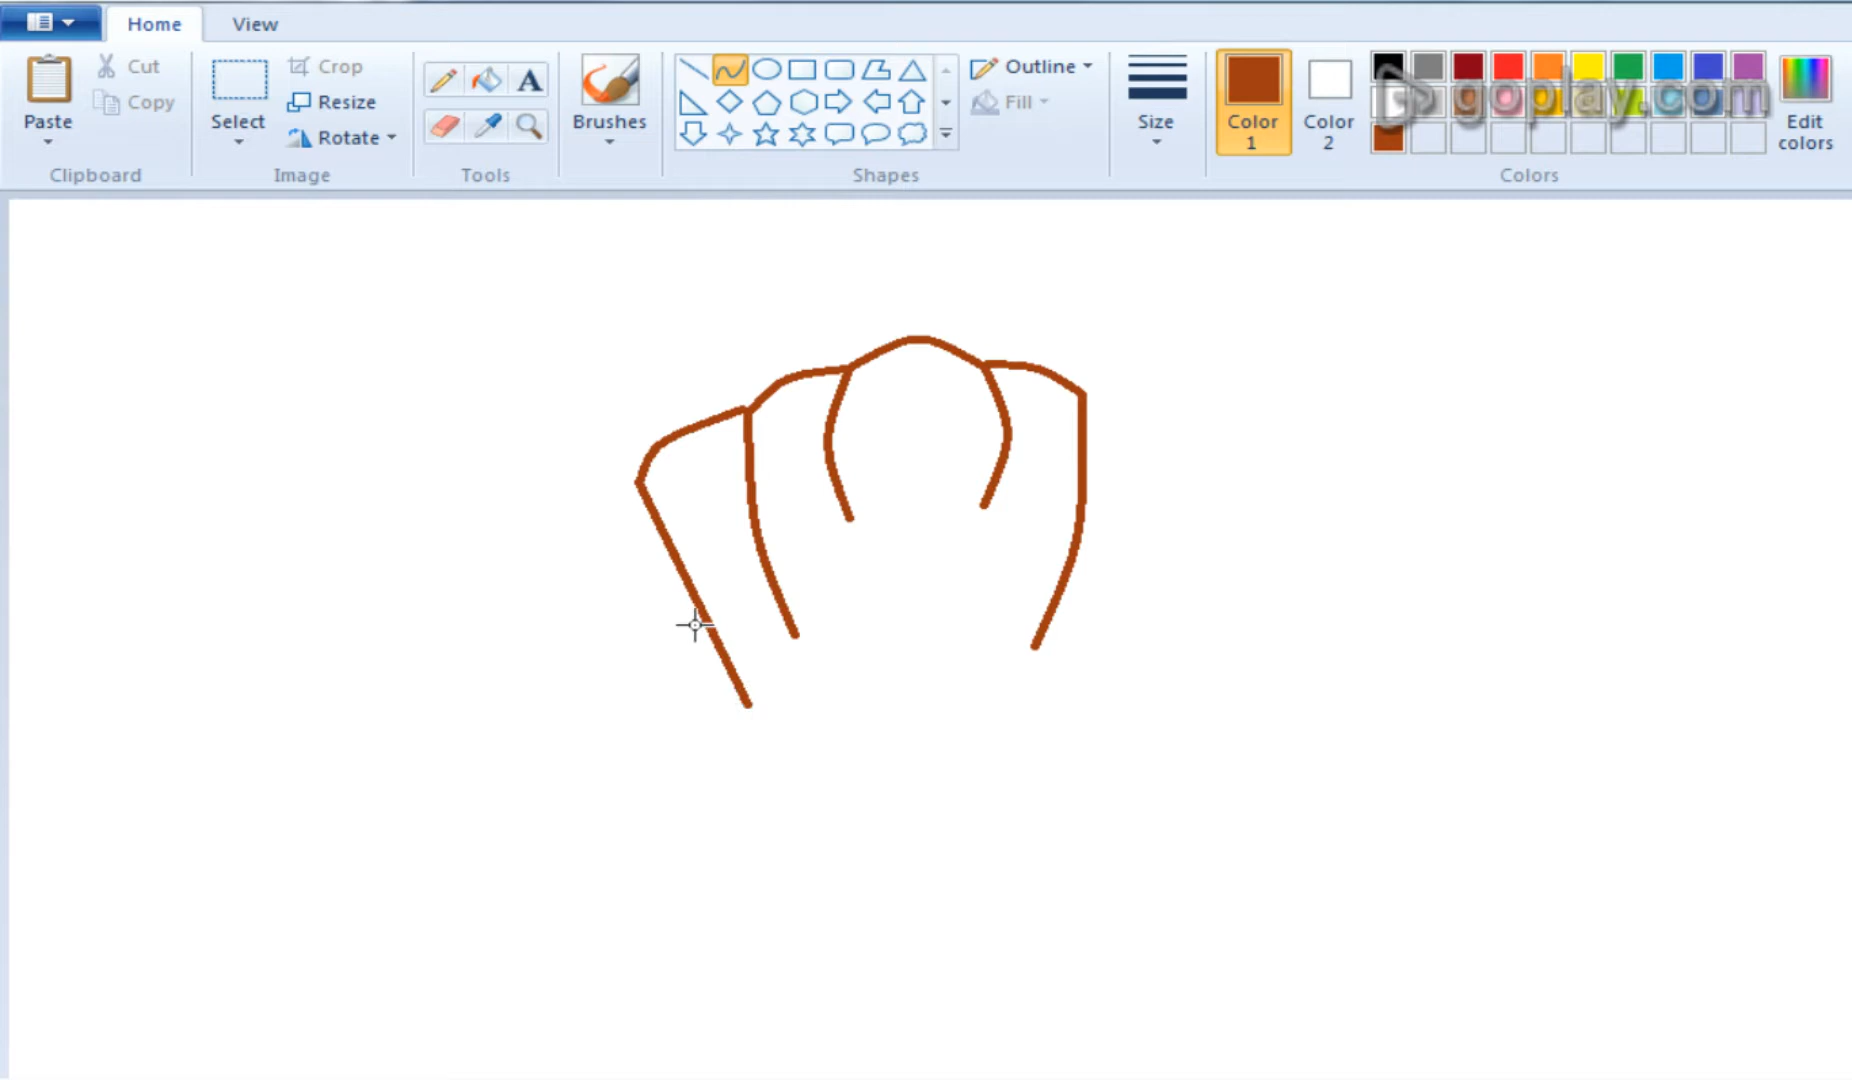 Home View
Paste
Cut
Copy
Clipboard
Select
Crop
Resize
Rotate
Image
A
Tools
Brushes
Shapes
Outline
Fill
Size
Color
1
Color
2
Edit
colors
Colors
goplay.com